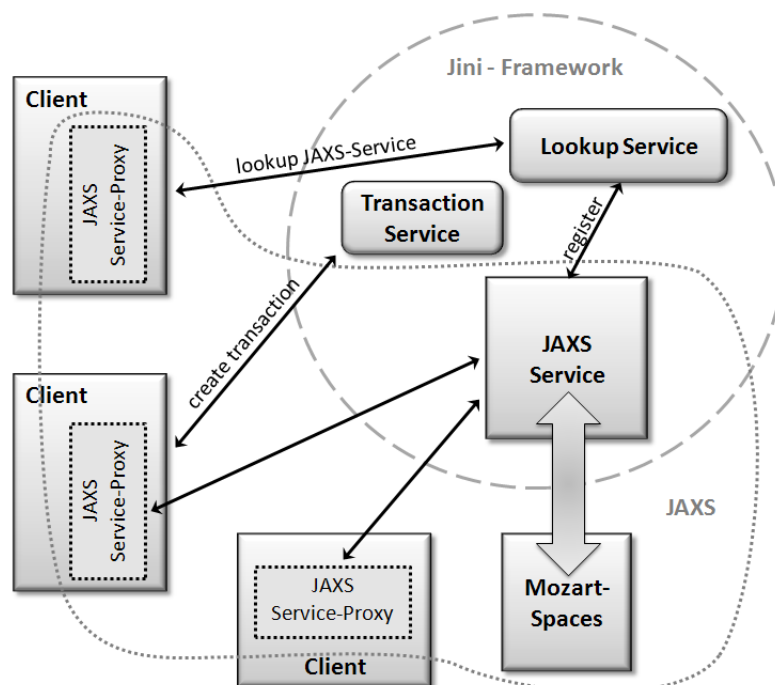 Jini - Framework
Client
JAXS
Service-Proxy
lookup JAXS-Service
Lookup Service
Transaction
Service
register
create transaction
JAXS
Service
Client
JAXS
Service-Proxy
JAXS
JAXS
Service-Proxy
Client
Mozart-
Spaces